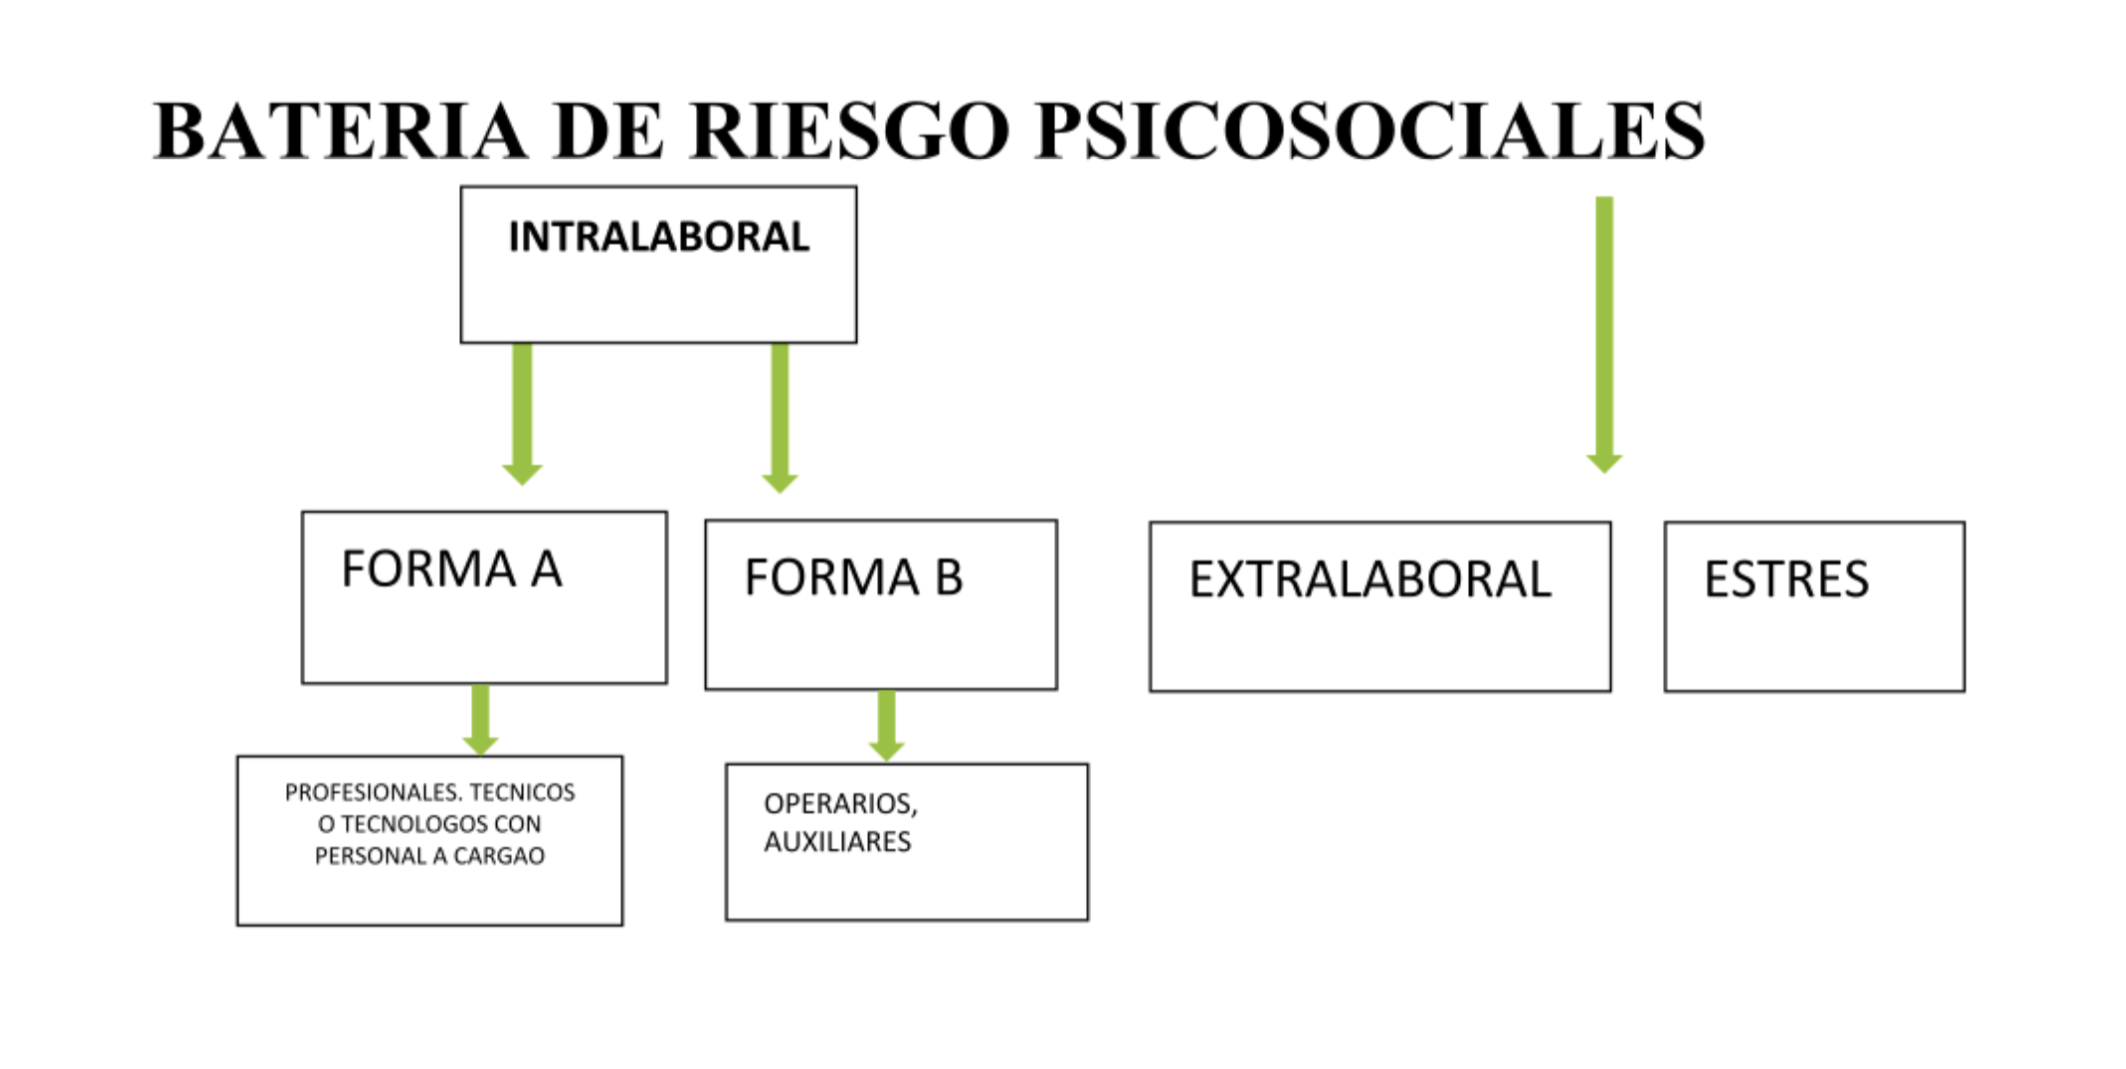 BATERIA DE RIESGO PSICOSOCIALES
INTRALABORAL
FORMA A
FORMA B
EXTRALABORAL
ESTRES
PROFESIONALES. TECNICOS
O TECNOLOGOS CON
PERSONAL A CARGAO
OPERARIOS,
AUXILIARES